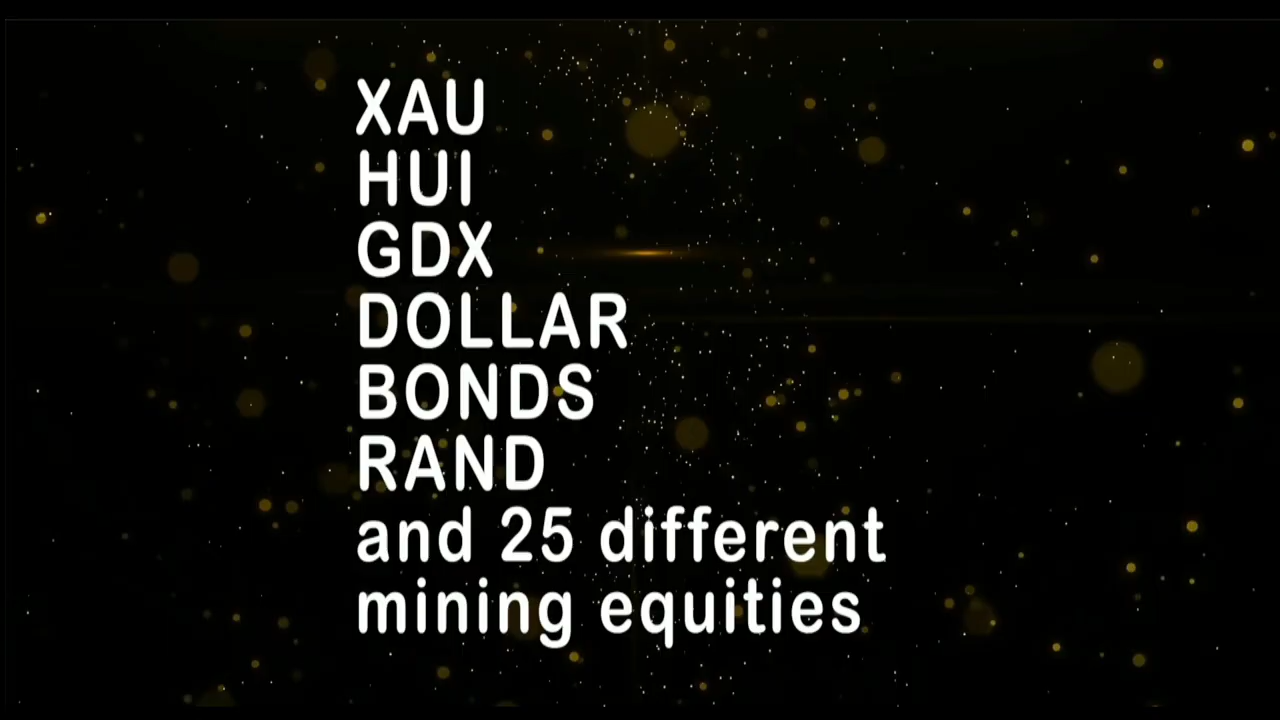 XAU
HUI
GDX
DOLLAR
BONDS
RAND
and 25 different
mining equities